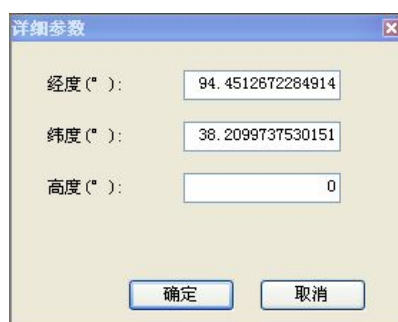 详细参数
经度(° ): 94.4512672284914
纬度(° ): 38.2099737530151
高度(° ): 0
确定 取消